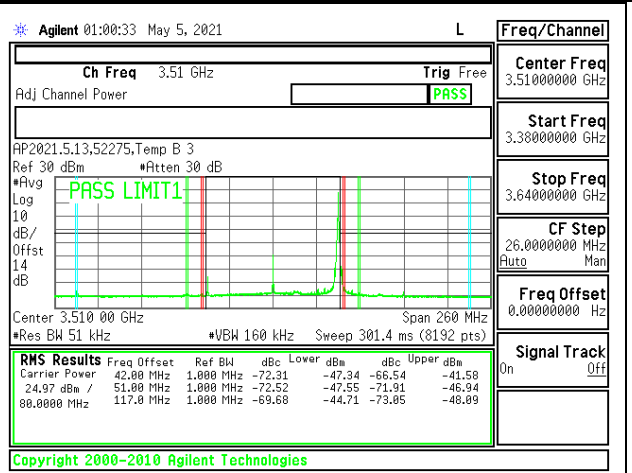 Agilent 01:00:33 May 5, 2021 L
Freq/Channel
Ch Freq 3.51 GHz Trig Free
Adj Channel Power PASS
Center Freq
3.51000000 GHz
Start Freq
3.38000000 GHz
AP2021.5.13,52275,Temp B 3
Ref 30 dBm #Atten 30 dB
Stop Freq
3.64000000 GHz
#Avg
Log
10
dB/
Offst
14
dB
PASS LIMIT1
CF Step
26.0000000 MHz
Auto Man
Freq Offset
0.00000000 Hz
Center 3.510 00 GHz Span 260 MHz
#Res BW 51 kHz #VBW 160 kHz Sweep 301.4 ms (8192 pts)
Signal Track
On Off
RMS Results Freq Offset Ref BW dBc Lower dBm dBc Upper dBm
Carrier Power 42.00 MHz 1.000 MHz -72.31 -47.34 -66.54 -41.58
24.97 dBm / 51.00 MHz 1.000 MHz -72.52 -47.55 -71.91 -46.94
80.0000 MHz 117.0 MHz 1.000 MHz -69.68 -44.71 -73.05 -48.09
Copyright 2000-2010 Agilent Technologies